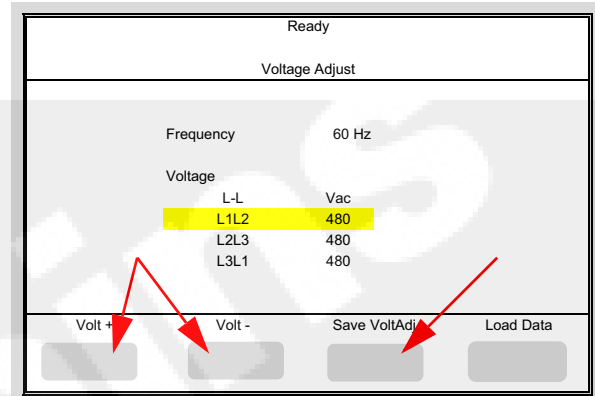 Ready
Voltage Adjust
Frequency 60 Hz
Voltage
L-L Vac
L1L2 480
L2L3 480
L3L1 480
Volt + Volt - Save VoltAdj Load Data